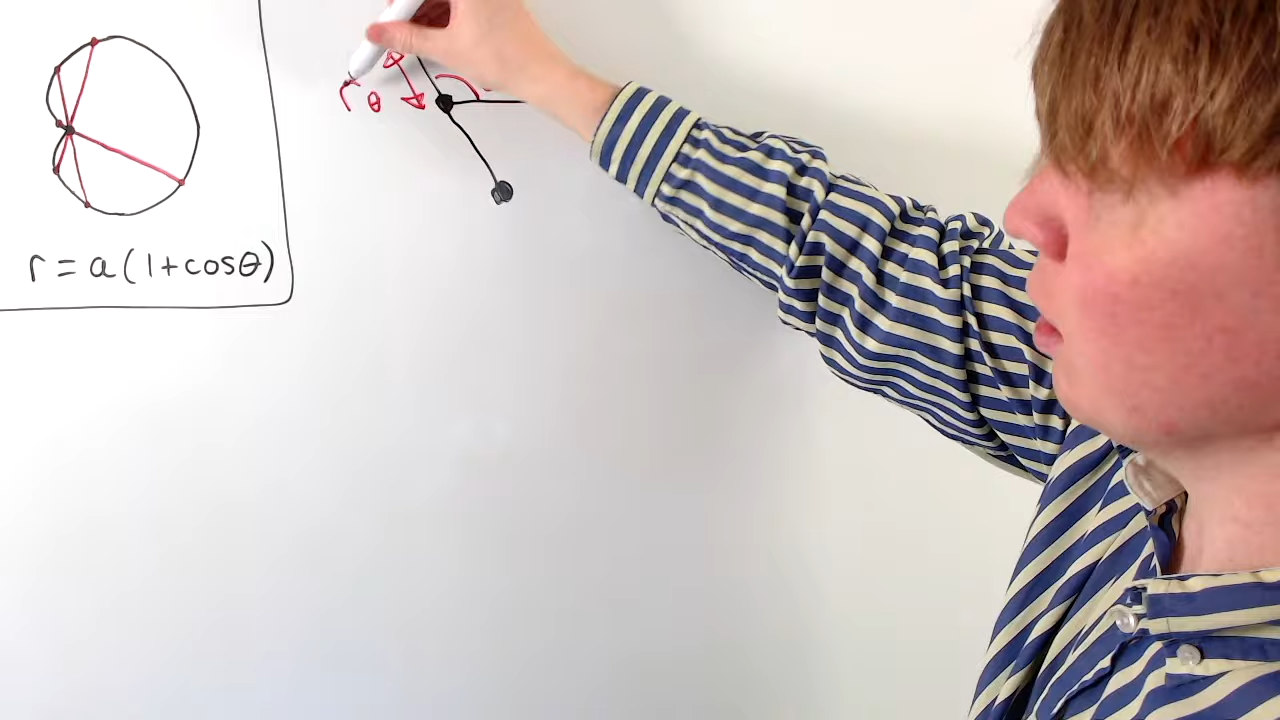 r = a(1+cosθ)
r θ